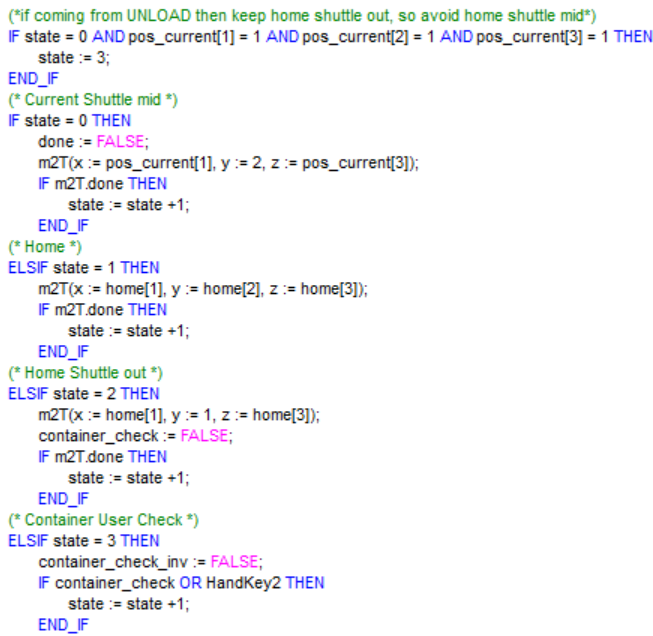 (*if coming from UNLOAD then keep home shuttle out, so avoid home shuttle mid*)
IF state = 0 AND pos_current[1] = 1 AND pos_current[2] = 1 AND pos_current[3] = 1 THEN
    state := 3;
END_IF
(* Current Shuttle mid *)
IF state = 0 THEN
    done := FALSE;
    m2T(x := pos_current[1], y := 2, z := pos_current[3]);
    IF m2T.done THEN
        state := state +1;
    END_IF
(* Home *)
ELSIF state = 1 THEN
    m2T(x := home[1], y := home[2], z := home[3]);
    IF m2T.done THEN
        state := state +1;
    END_IF
(* Home Shuttle out *)
ELSIF state = 2 THEN
    m2T(x := home[1], y := 1, z := home[3]);
    container_check := FALSE;
    IF m2T.done THEN
        state := state +1;
    END_IF
(* Container User Check *)
ELSIF state = 3 THEN
    container_check_inv := FALSE;
    IF container_check OR HandKey2 THEN
        state := state +1;
    END_IF